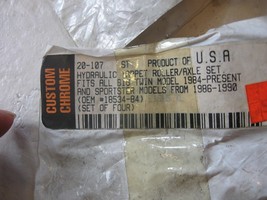 CUSTOM
CHROME
20-107 ST. PRODUCT OF U.S.A
HYDRAULIC TAPPET ROLLER/AXLE SET
FITS ALL BIG TWIN MODEL 1984-PRESENT
AND SPORTSTER MODELS FROM 1986-1990
(OEM #18534-84)
(SET OF FOUR)